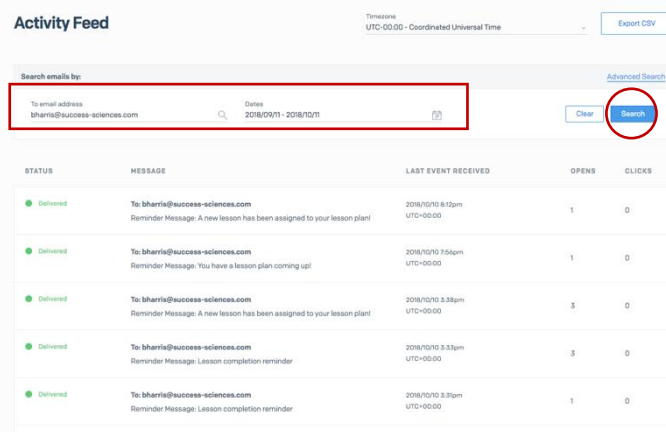 Activity Feed
Timezone
UTC-00:00 - Coordinated Universal Time
Export CSV
Search emails by:
Advanced Search
To email address
Dates
bharris@success-sciences.com
2018/09/11 - 2018/10/11
Clear
Search
STATUS MESSAGE LAST EVENT RECEIVED OPENS CLICKS
Delivered To: bharris@success-sciences.com 2018/10/10 8:12pm 1 0
Reminder Message: A new lesson has been assigned to your lesson plan! UTC+00:00
Delivered To: bharris@success-sciences.com 2018/10/10 7:56pm 1 0
Reminder Message: You have a lesson plan coming up! UTC+00:00
Delivered To: bharris@success-sciences.com 2018/10/10 3:38pm 3 0
Reminder Message: A new lesson has been assigned to your lesson plan! UTC+00:00
Delivered To: bharris@success-sciences.com 2018/10/10 3:33pm 3 0
Reminder Message: Lesson completion reminder UTC+00:00
Delivered To: bharris@success-sciences.com 2018/10/10 3:31pm 1 0
Reminder Message: Lesson completion reminder UTC+00:00